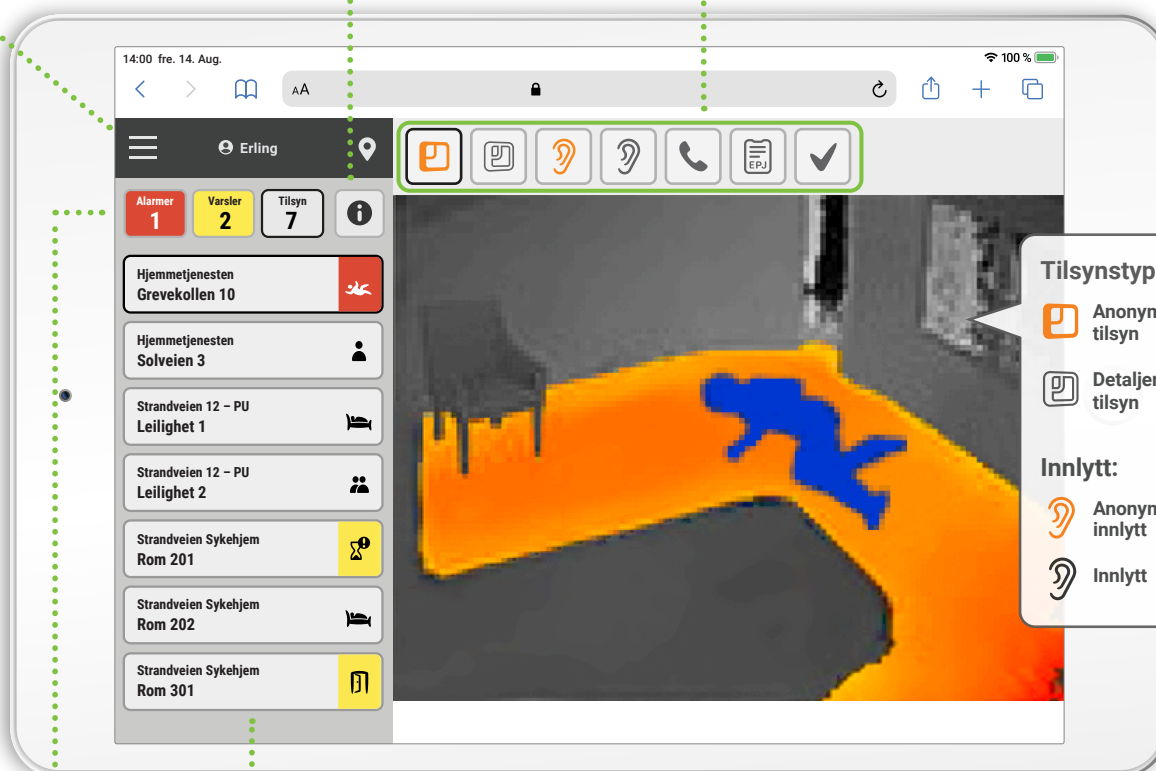 14:00 fre. 14. Aug.
100 %
AA
Erling
EPJ
Alarmer
1
Varsler
2
Tilsyn
7
Hjemmetjenesten
Grevekollen 10
Hjemmetjenesten
Solveien 3
Strandveien 12 – PU
Leilighet 1
Strandveien 12 – PU
Leilighet 2
Strandveien Sykehjem
Rom 201
Strandveien Sykehjem
Rom 202
Strandveien Sykehjem
Rom 301
Tilsynstyp
Anonym
tilsyn
Detaljer
tilsyn
Innlytt:
Anonym
innlytt
Innlytt